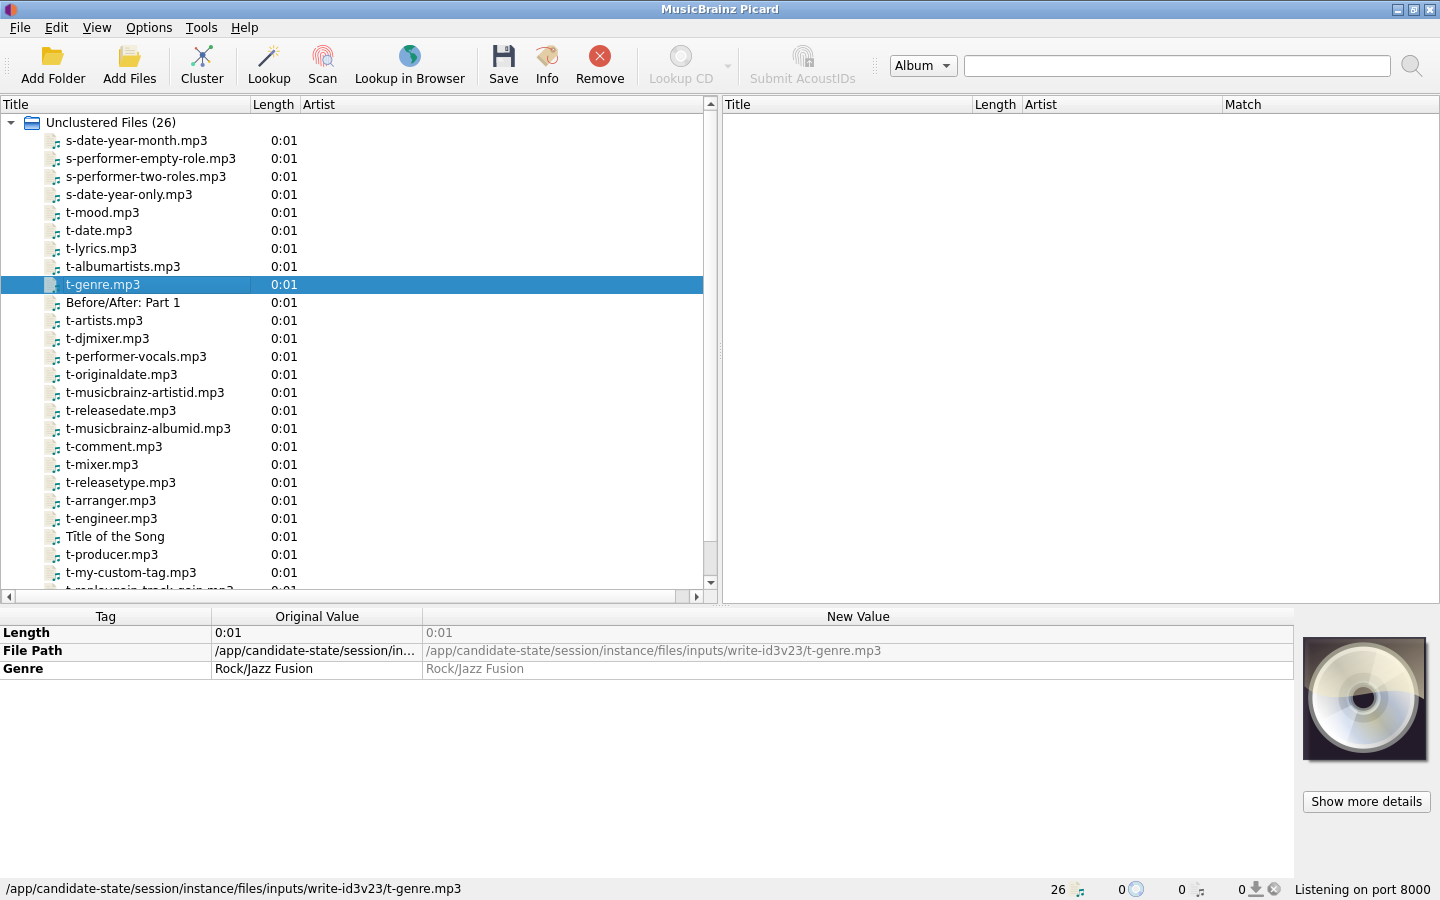 MusicBrainz Picard
File Edit View Options Tools Help
Add Folder Add Files Cluster Lookup Scan Lookup in Browser Save Info Remove Lookup CD Submit AcoustIDs Album
Title Length Artist Title Length Artist Match
Unclustered Files (26)
s-date-year-month.mp3 0:01
s-performer-empty-role.mp3 0:01
s-performer-two-roles.mp3 0:01
s-date-year-only.mp3 0:01
t-mood.mp3 0:01
t-date.mp3 0:01
t-lyrics.mp3 0:01
t-albumartists.mp3 0:01
t-genre.mp3 0:01
Before/After: Part 1 0:01
t-artists.mp3 0:01
t-djmixer.mp3 0:01
t-performer-vocals.mp3 0:01
t-originaldate.mp3 0:01
t-musicbrainz-artistid.mp3 0:01
t-releasedate.mp3 0:01
t-musicbrainz-albumid.mp3 0:01
t-comment.mp3 0:01
t-mixer.mp3 0:01
t-releasetype.mp3 0:01
t-arranger.mp3 0:01
t-engineer.mp3 0:01
Title of the Song 0:01
t-producer.mp3 0:01
t-my-custom-tag.mp3 0:01
Tag Original Value New Value
Length 0:01 0:01
File Path /app/candidate-state/session/in... /app/candidate-state/session/instance/files/inputs/write-id3v23/t-genre.mp3
Genre Rock/Jazz Fusion Rock/Jazz Fusion
Show more details
/app/candidate-state/session/instance/files/inputs/write-id3v23/t-genre.mp3 26 0 0 0 Listening on port 8000